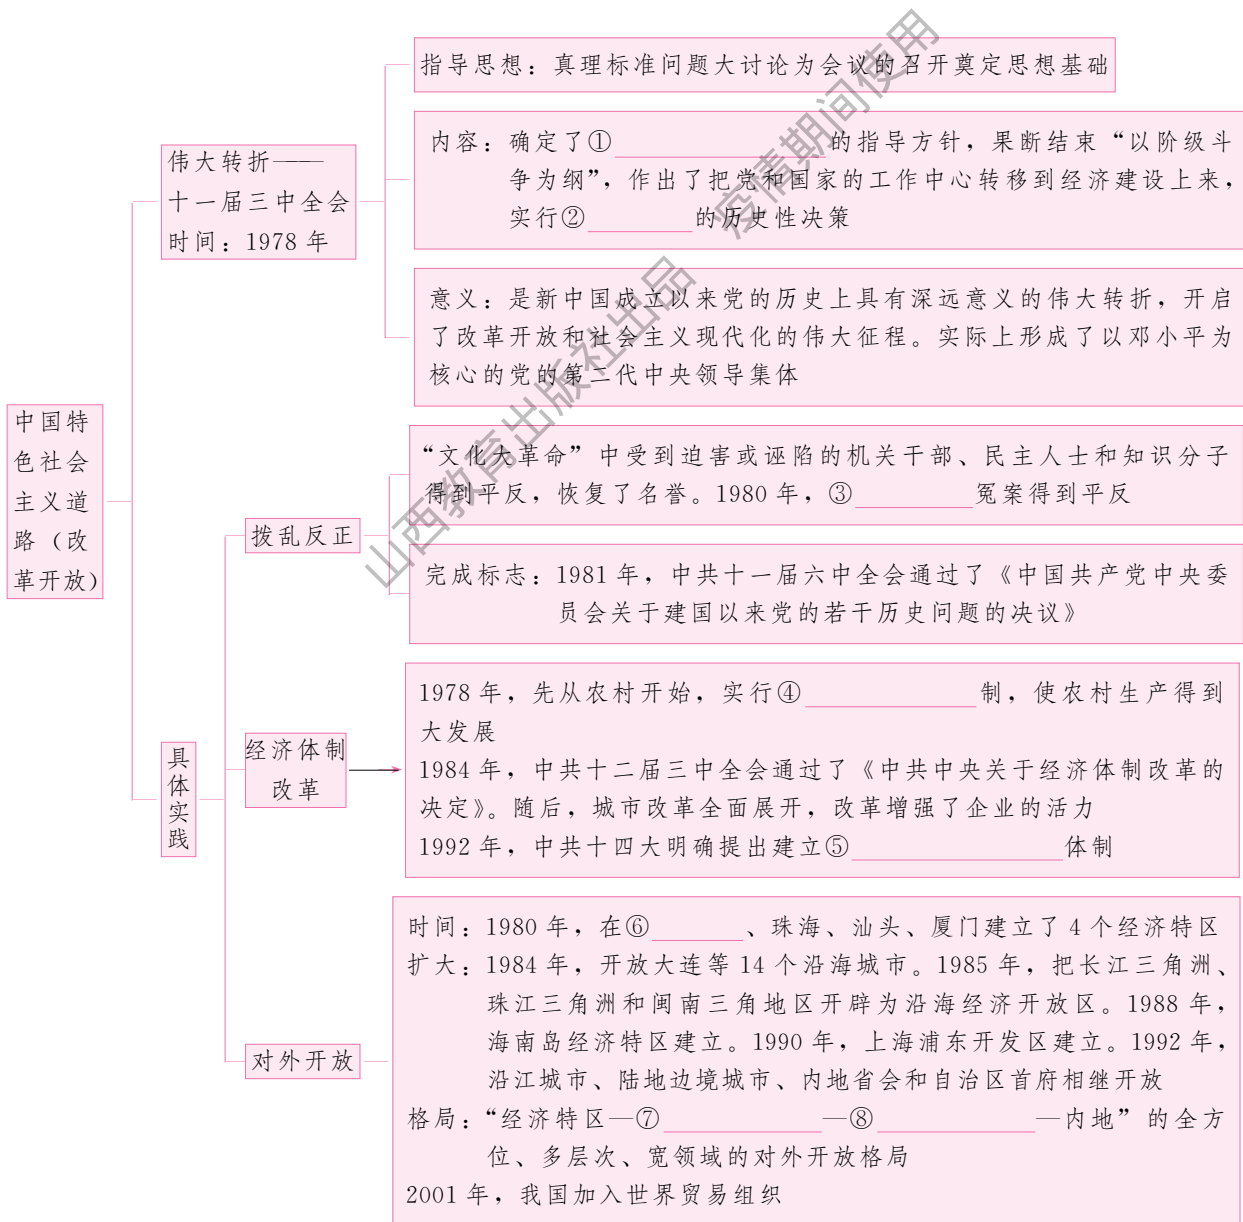 中国特
色社会
主义道
路（改
革开放）
伟大转折——
十一届三中全会
时间：1978 年
指导思想：真理标准问题大讨论为会议的召开奠定思想基础
内容：确定了①＿＿＿＿＿＿的指导方针，果断结束“以阶级斗
争为纲”，作出了把党和国家的工作中心转移到经济建设上来，
实行②＿＿＿＿的历史性决策
意义：是新中国成立以来党的历史上具有深远意义的伟大转折，开启
了改革开放和社会主义现代化的伟大征程。实际上形成了以邓小平为
核心的党的第二代中央领导集体
具体实践
拨乱反正
“文化大革命”中受到迫害或诬陷的机关干部、民主人士和知识分子
得到平反，恢复了名誉。1980 年，③＿＿＿＿冤案得到平反
完成标志：1981 年，中共十一届六中全会通过了《中国共产党中央委
员会关于建国以来党的若干历史问题的决议》
经济体制
改革
1978 年，先从农村开始，实行④＿＿＿＿＿＿制，使农村生产得到
大发展
1984 年，中共十二届三中全会通过了《中共中央关于经济体制改革的
决定》。随后，城市改革全面展开，改革增强了企业的活力
1992 年，中共十四大明确提出建立⑤＿＿＿＿＿＿体制
对外开放
时间：1980 年，在⑥＿＿＿、珠海、汕头、厦门建立了 4 个经济特区
扩大：1984 年，开放大连等 14 个沿海城市。1985 年，把长江三角洲、
珠江三角洲和闽南三角地区开辟为沿海经济开放区。1988 年，
海南岛经济特区建立。1990 年，上海浦东开发区建立。1992 年，
沿江城市、陆地边境城市、内地省会和自治区首府相继开放
格局：“经济特区—⑦＿＿＿＿＿—⑧＿＿＿＿＿—内地”的全方
位、多层次、宽领域的对外开放格局
2001 年，我国加入世界贸易组织
山西教育出版社出品 疫情期间使用